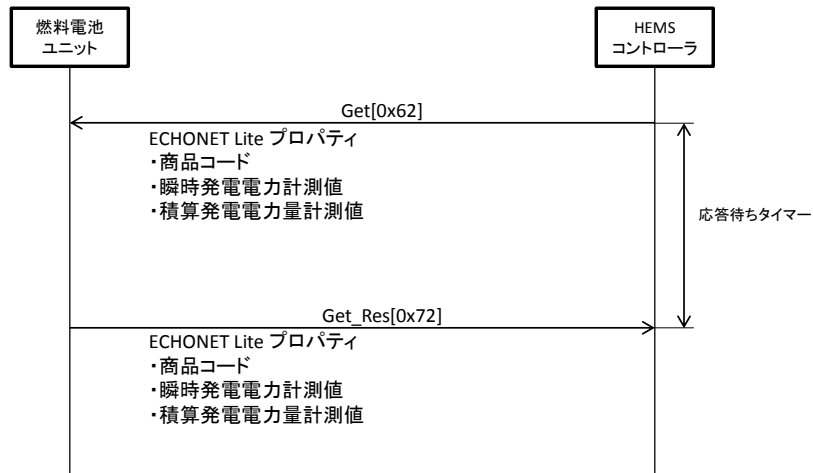 燃料電池
ユニット
HEMS
コントローラ
Get[0x62]
ECHONET Lite プロパティ
・商品コード
・瞬時発電電力計測値
・積算発電電力量計測値
応答待ちタイマー
Get_Res[0x72]
ECHONET Lite プロパティ
・商品コード
・瞬時発電電力計測値
・積算発電電力量計測値